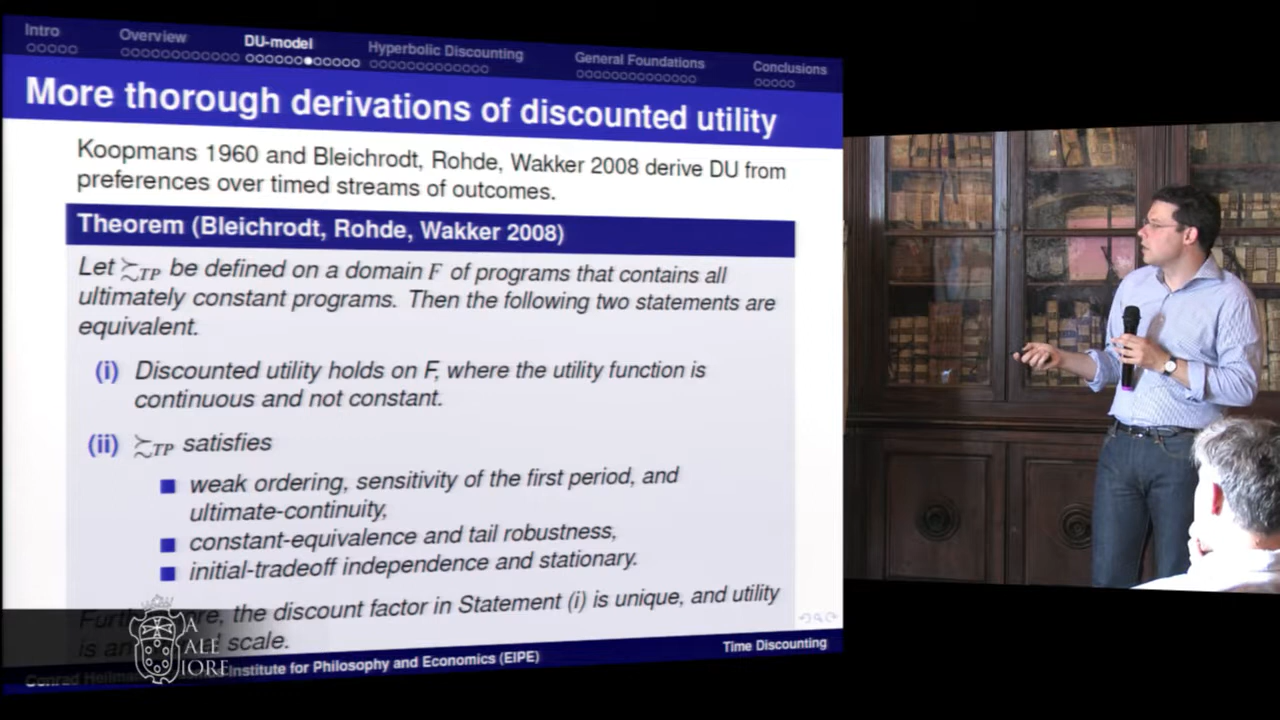 Intro Overview DU-model Hyperbolic Discounting General Foundations Conclusions
More thorough derivations of discounted utility
Koopmans 1960 and Bleichrodt, Rohde, Wakker 2008 derive DU from
preferences over timed streams of outcomes.
Theorem (Bleichrodt, Rohde, Wakker 2008)
Let ≿TP be defined on a domain F of programs that contains all
ultimately constant programs. Then the following two statements are
equivalent.
(i) Discounted utility holds on F, where the utility function is
continuous and not constant.
(ii) ≿TP satisfies
weak ordering, sensitivity of the first period, and
ultimate-continuity,
constant-equivalence and tail robustness,
initial-tradeoff independence and stationary.
the discount factor in Statement (i) is unique, and utility
is an scale.
Conrad Institute for Philosophy and Economics (EIPE) Time Discounting
A
ALE
IORE